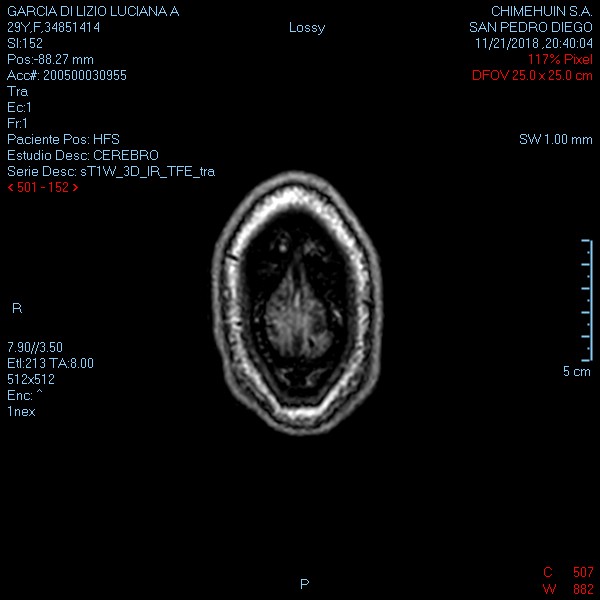 GARCIA DI LIZIO LUCIANA A
29Y,F,34851414
Sl:152
Pos:-88.27 mm
Acc#: 200500030955
Tra
Ec:1
Fr:1
Paciente Pos: HFS
Estudio Desc: CEREBRO
Serie Desc: sT1W_3D_IR_TFE_tra
< 501 - 152 >
Lossy
CHIMEHUIN S.A.
SAN PEDRO DIEGO
11/21/2018 ,20:40:04
117% Pixel
DFOV 25.0 x 25.0 cm
SW 1.00 mm
R
7.90//3.50
Etl:213 TA:8.00
512x512
Enc: ^
1nex
5 cm
P
C 507
W 882